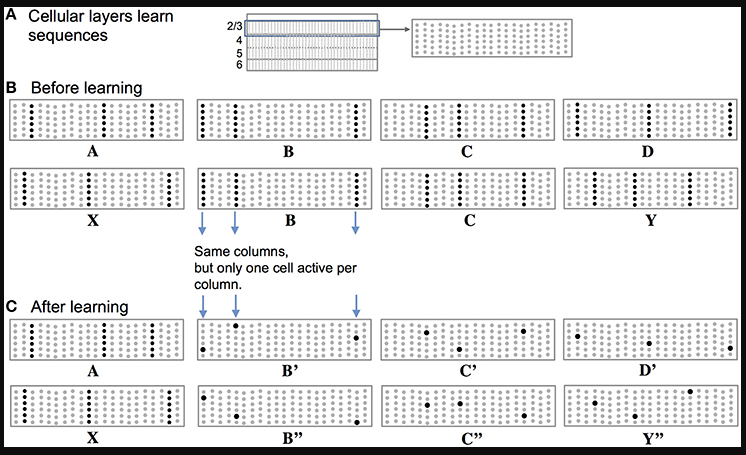 A Cellular layers learn
sequences
2/3
4
5
6
B Before learning
A B C D
X B C Y
Same columns,
but only one cell active per
column.
C After learning
A B’ C’ D’
X B” C” Y”